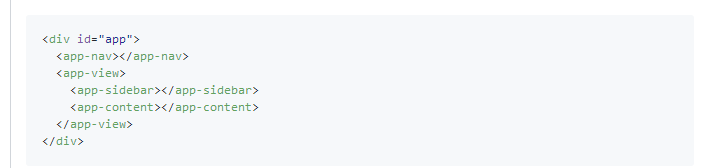 <div id="app">
  <app-nav></app-nav>
  <app-view>
    <app-sidebar></app-sidebar>
    <app-content></app-content>
  </app-view>
</div>